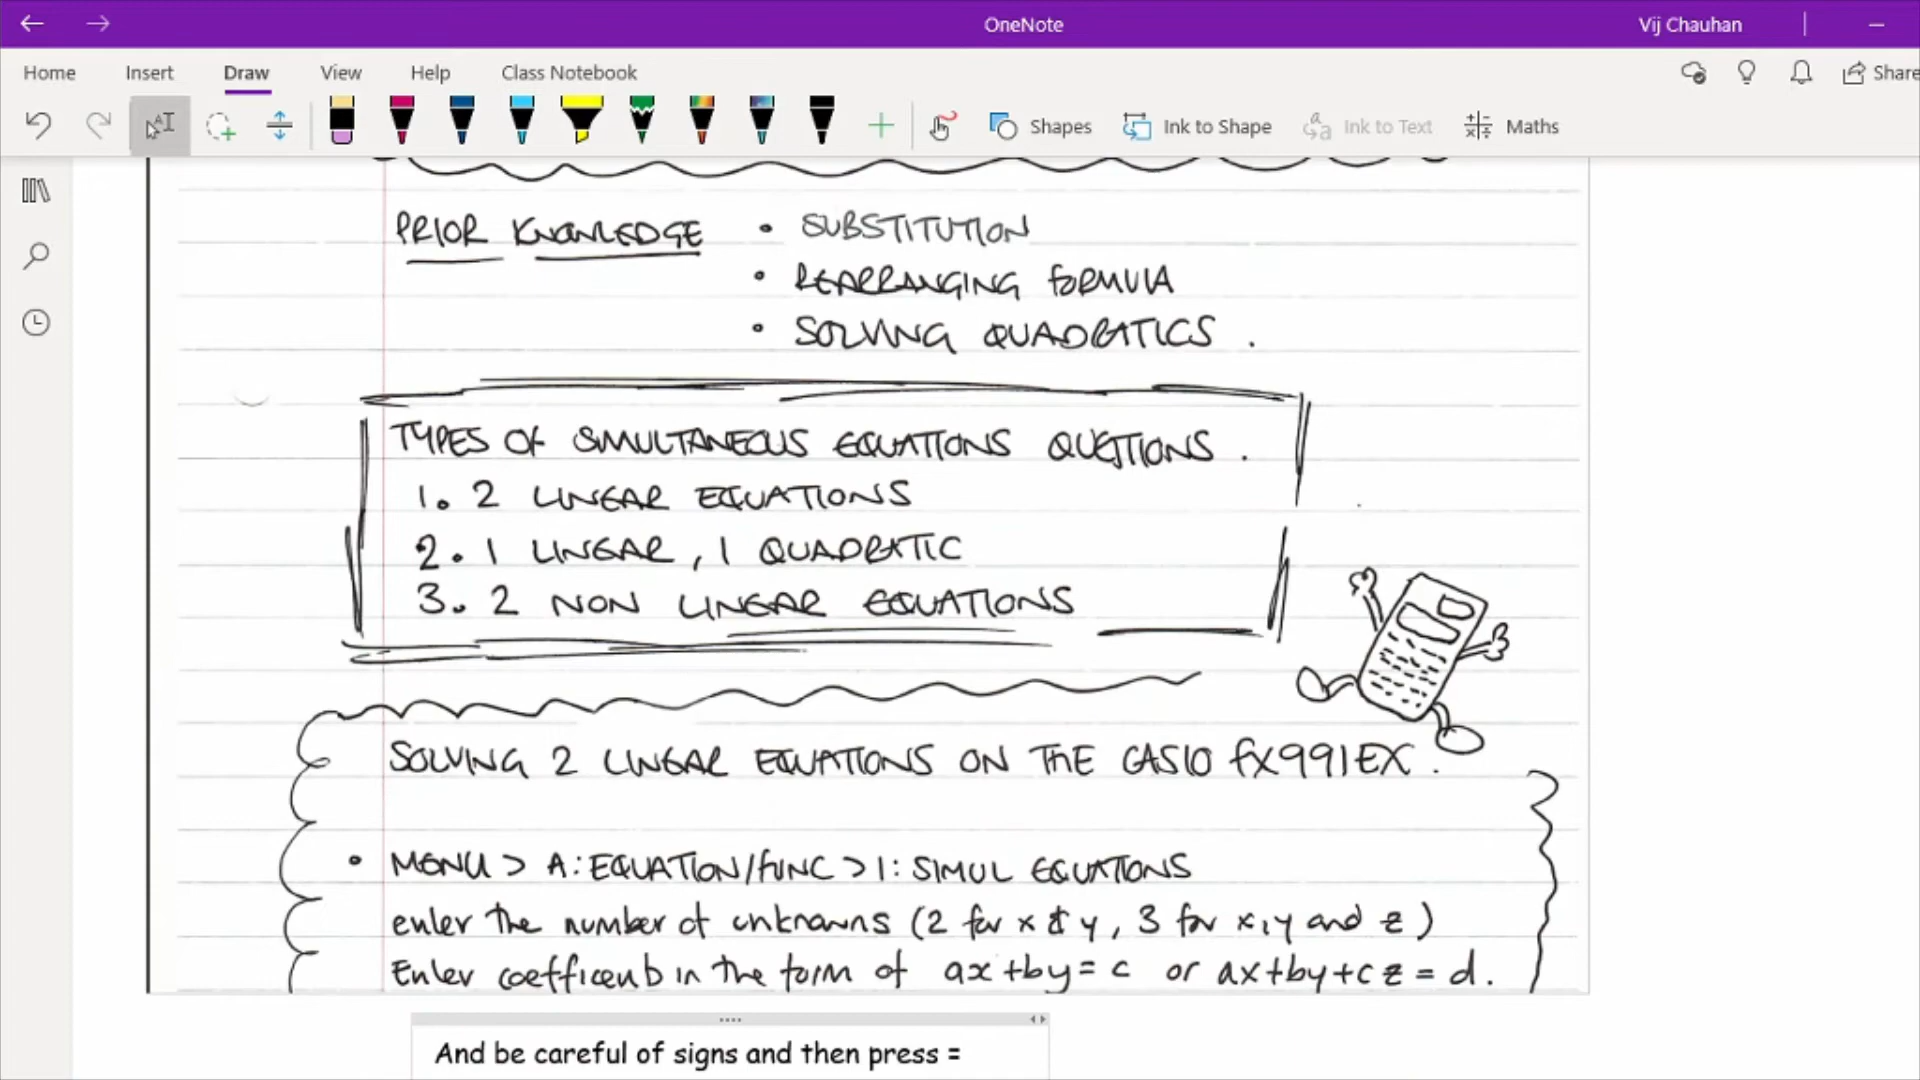 OneNote
Vij Chauhan
Home Insert Draw View Help Class Notebook
Share
Shapes Ink to Shape Ink to Text Maths
PRIOR KNOWLEDGE • SUBSTITUTION
• REARRANGING FORMULA
• SOLVING QUADRATICS .
TYPES OF SIMULTANEOUS EQUATIONS QUESTIONS .
1. 2 LINEAR EQUATIONS
2. 1 LINEAR, 1 QUADRATIC
3. 2 NON LINEAR EQUATIONS
SOLVING 2 LINEAR EQUATIONS ON THE CASIO fX991EX .
• MENU > A: EQUATION/FUNC > 1: SIMUL EQUATIONS
enter the number of unknowns (2 for x & y, 3 for x,y and z)
Enter coefficents in the form of ax+by=c or ax+by+cz=d.
And be careful of signs and then press =